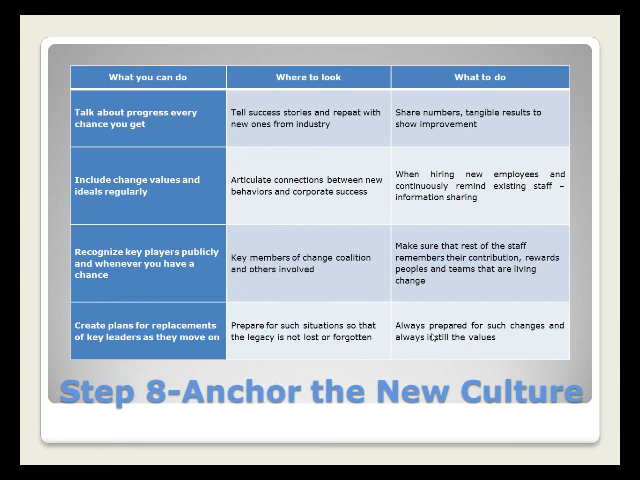 What you can do
Where to look
What to do
Talk about progress every
chance you get
Tell success stories and repeat with
new ones from industry
Share numbers, tangible results to
show improvement
Include change values and
ideals regularly
Articulate connections between new
behaviors and corporate success
When hiring new employees and
continuously remind existing staff –
information sharing
Recognize key players publicly
and whenever you have a
chance
Key members of change coalition
and others involved
Make sure that rest of the staff
remembers their contribution, rewards
peoples and teams that are living
change
Create plans for replacements
of key leaders as they move on
Prepare for such situations so that
the legacy is not lost or forgotten
Always prepared for such changes and
always instill the values
Step 8-Anchor the New Culture